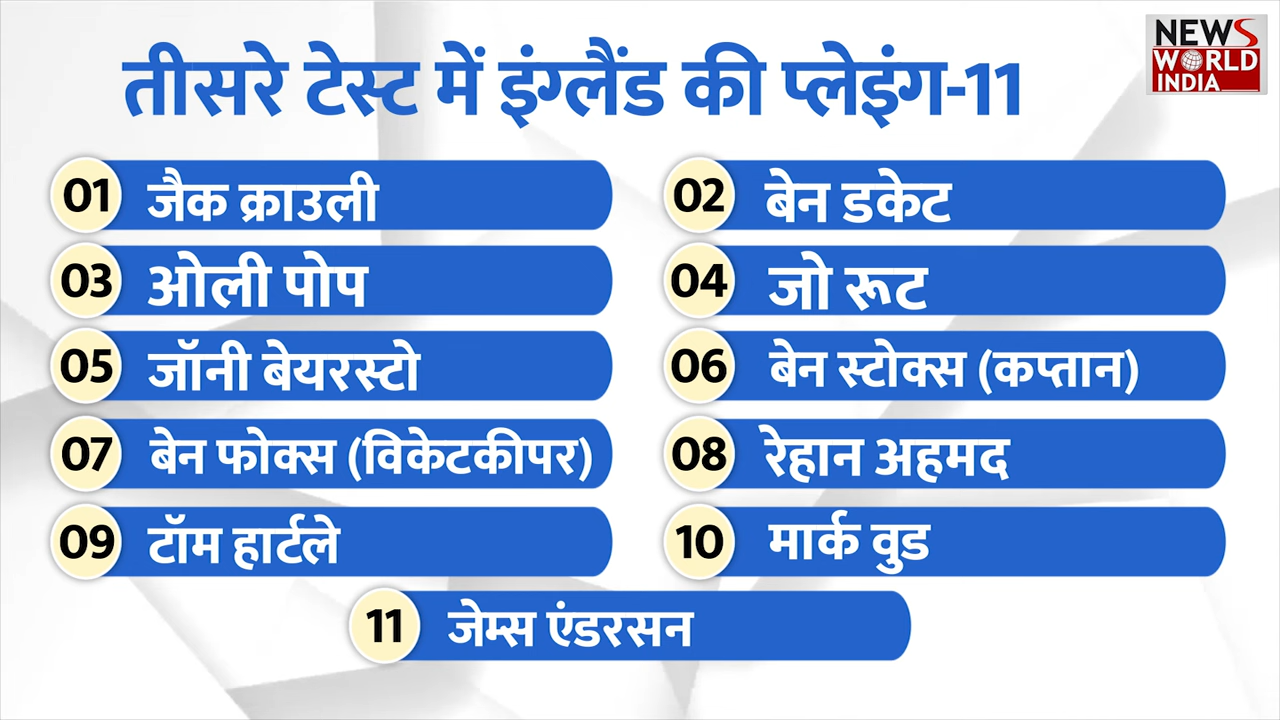 NEWS
WORLD
INDIA
तीसरे टेस्ट में इंग्लैंड की प्लेइंग-11
01 जैक क्राउली
02 बेन डकेट
03 ओली पोप
04 जो रूट
05 जॉनी बेयरस्टो
06 बेन स्टोक्स (कप्तान)
07 बेन फोक्स (विकेटकीपर)
08 रेहान अहमद
09 टॉम हार्टले
10 मार्क वुड
11 जेम्स एंडरसन